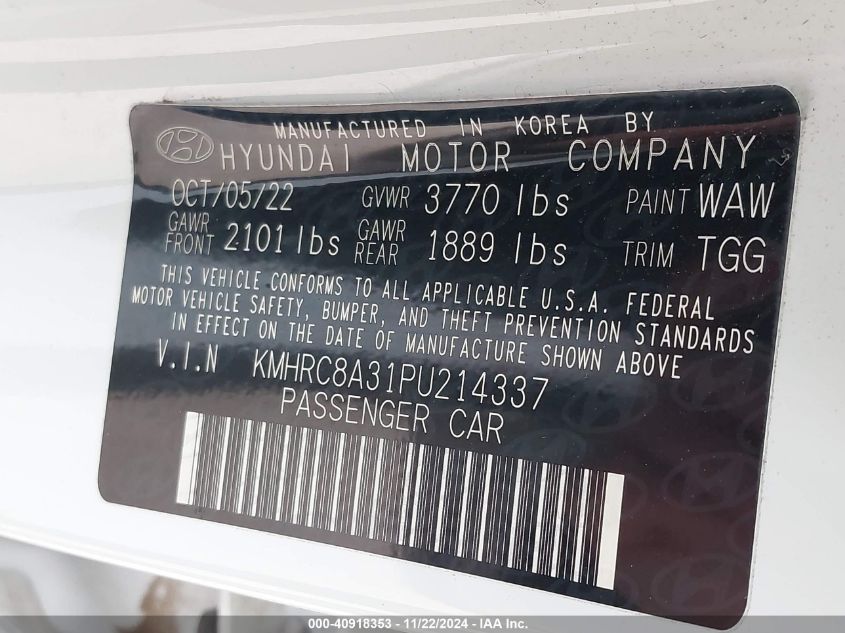 MANUFACTURED IN KOREA BY
HYUNDAI MOTOR COMPANY
OCT/05/22 GVWR 3770 lbs PAINT WAW
GAWR FRONT 2101 lbs GAWR REAR 1889 lbs TRIM TGG
THIS VEHICLE CONFORMS TO ALL APPLICABLE U.S.A. FEDERAL
MOTOR VEHICLE SAFETY, BUMPER, AND THEFT PREVENTION STANDARDS
IN EFFECT ON THE DATE OF MANUFACTURE SHOWN ABOVE
V.I.N KMHRC8A31PU214337
PASSENGER CAR
000-40918353 - 11/22/2024 - IAA Inc.